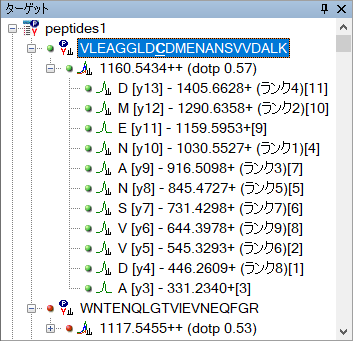 ターゲット
peptides1
VLEAGGLDCDMENANSVVDALK
1160.5434++ (dotp 0.57)
D [y13] - 1405.6628+ (ランク4)[11]
M [y12] - 1290.6358+ (ランク2)[10]
E [y11] - 1159.5953+[9]
N [y10] - 1030.5527+ (ランク1)[4]
A [y9] - 916.5098+ (ランク3)[7]
N [y8] - 845.4727+ (ランク5)[5]
S [y7] - 731.4298+ (ランク7)[6]
V [y6] - 644.3978+ (ランク9)[8]
V [y5] - 545.3293+ (ランク6)[2]
D [y4] - 446.2609+ (ランク8)[1]
A [y3] - 331.2340+[3]
WNTENQLGTVIEVNEQFGR
1117.5455++ (dotp 0.53)